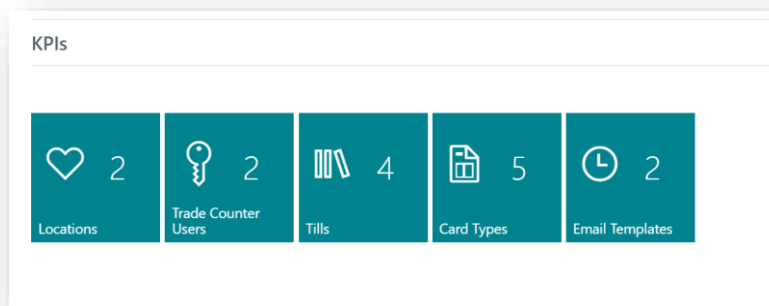 KPIs
2
Locations
2
Trade Counter
Users
4
Tills
5
Card Types
2
Email Templates